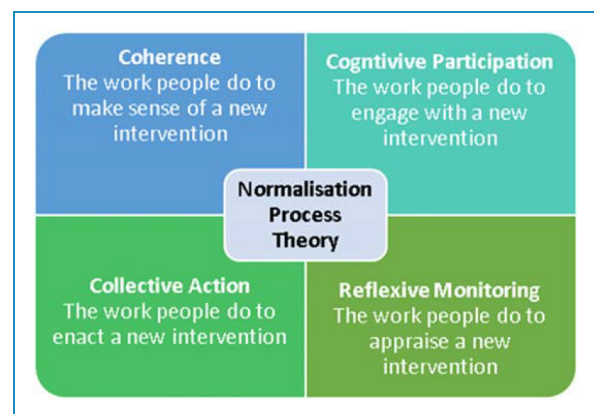 Coherence
The work people do to
make sense of a new
intervention
Cogntivive Participation
The work people do to
engage with a new
intervention
Normalisation
Process
Theory
Collective Action
The work people do to
enact a new intervention
Reflexive Monitoring
The work people do to
appraise a new
intervention